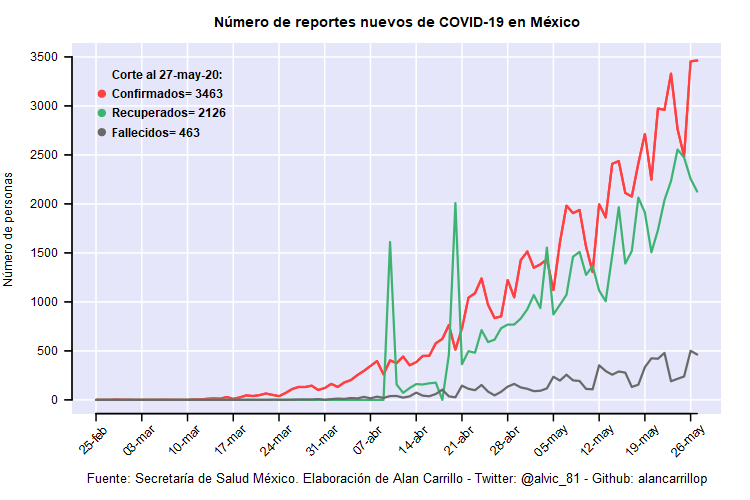 Número de reportes nuevos de COVID-19 en México
Corte al 27-may-20:
Confirmados= 3463
Recuperados= 2126
Fallecidos= 463
Número de personas
3500
3000
2500
2000
1500
1000
500
0
25-feb
03-mar
10-mar
17-mar
24-mar
31-mar
07-abr
14-abr
21-abr
28-abr
05-may
12-may
19-may
26-may
Fuente: Secretaría de Salud México. Elaboración de Alan Carrillo - Twitter: @alvic_81 - Github: alancarrillop